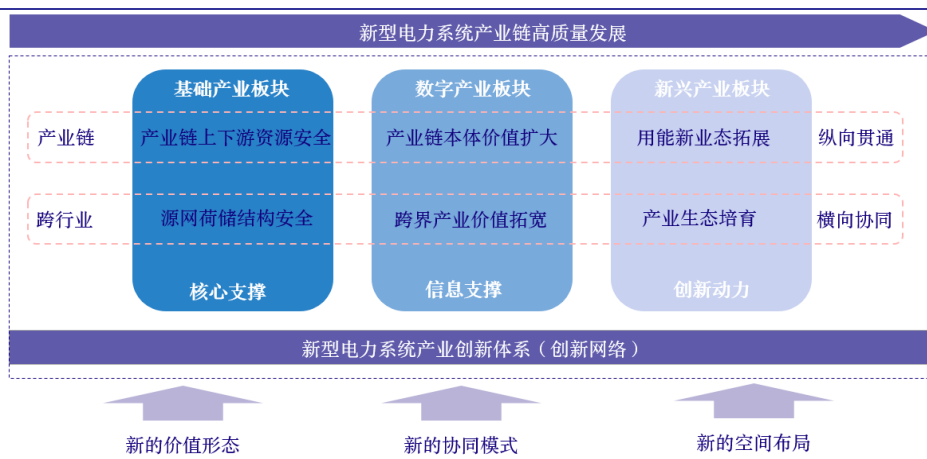 新型电力系统产业链高质量发展
基础产业板块 数字产业板块 新兴产业板块
产业链 产业链上下游资源安全 产业链本体价值扩大 用能新业态拓展 纵向贯通
跨行业 源网荷储结构安全 跨界产业价值拓宽 产业生态培育 横向协同
核心支撑 信息支撑 创新动力
新型电力系统产业创新体系（创新网络）
新的价值形态 新的协同模式 新的空间布局